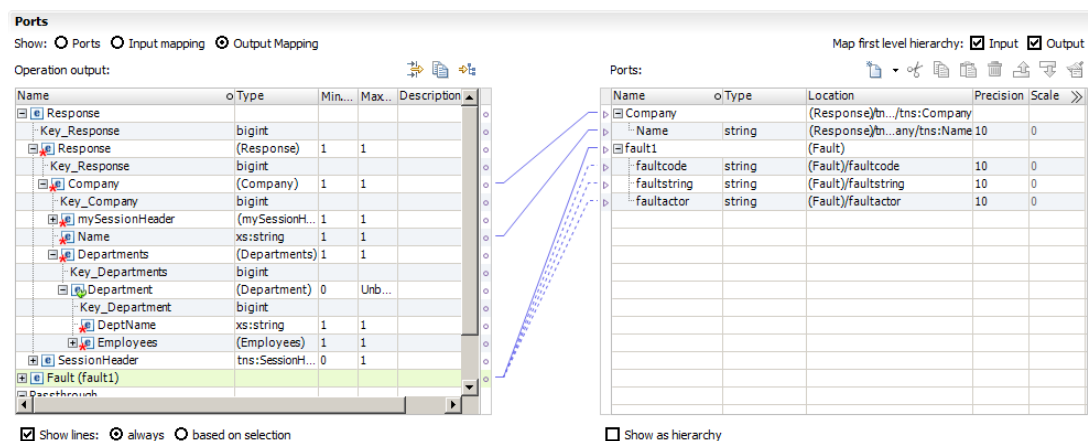 Ports
Show: Ports Input mapping Output Mapping Map first level hierarchy: Input Output
Operation output: Ports:
Name Type Min.... Max... Description Name Type Location Precision Scale
Response Company (Response)/tn.../tns:Company
Key_Response bigint Name string (Response)/tn...any/tns:Name 10 0
Response (Response) 1 1 fault1 (Fault)
Key_Response bigint faultcode string (Fault)/faultcode 10 0
Company (Company) 1 1 faultstring string (Fault)/faultstring 10 0
Key_Company bigint faultactor string (Fault)/faultactor 10 0
mySessionHeader (mySessionH... 1 1
Name xs:string 1 1
Departments (Departments) 1 1
Key_Departments bigint
Department (Department) 0 Unb...
Key_Department bigint
DeptName xs:string 1 1
Employees (Employees) 1 1
SessionHeader tns:SessionH... 0 1
Fault (fault1)
Passthrough
Show lines: always based on selection Show as hierarchy